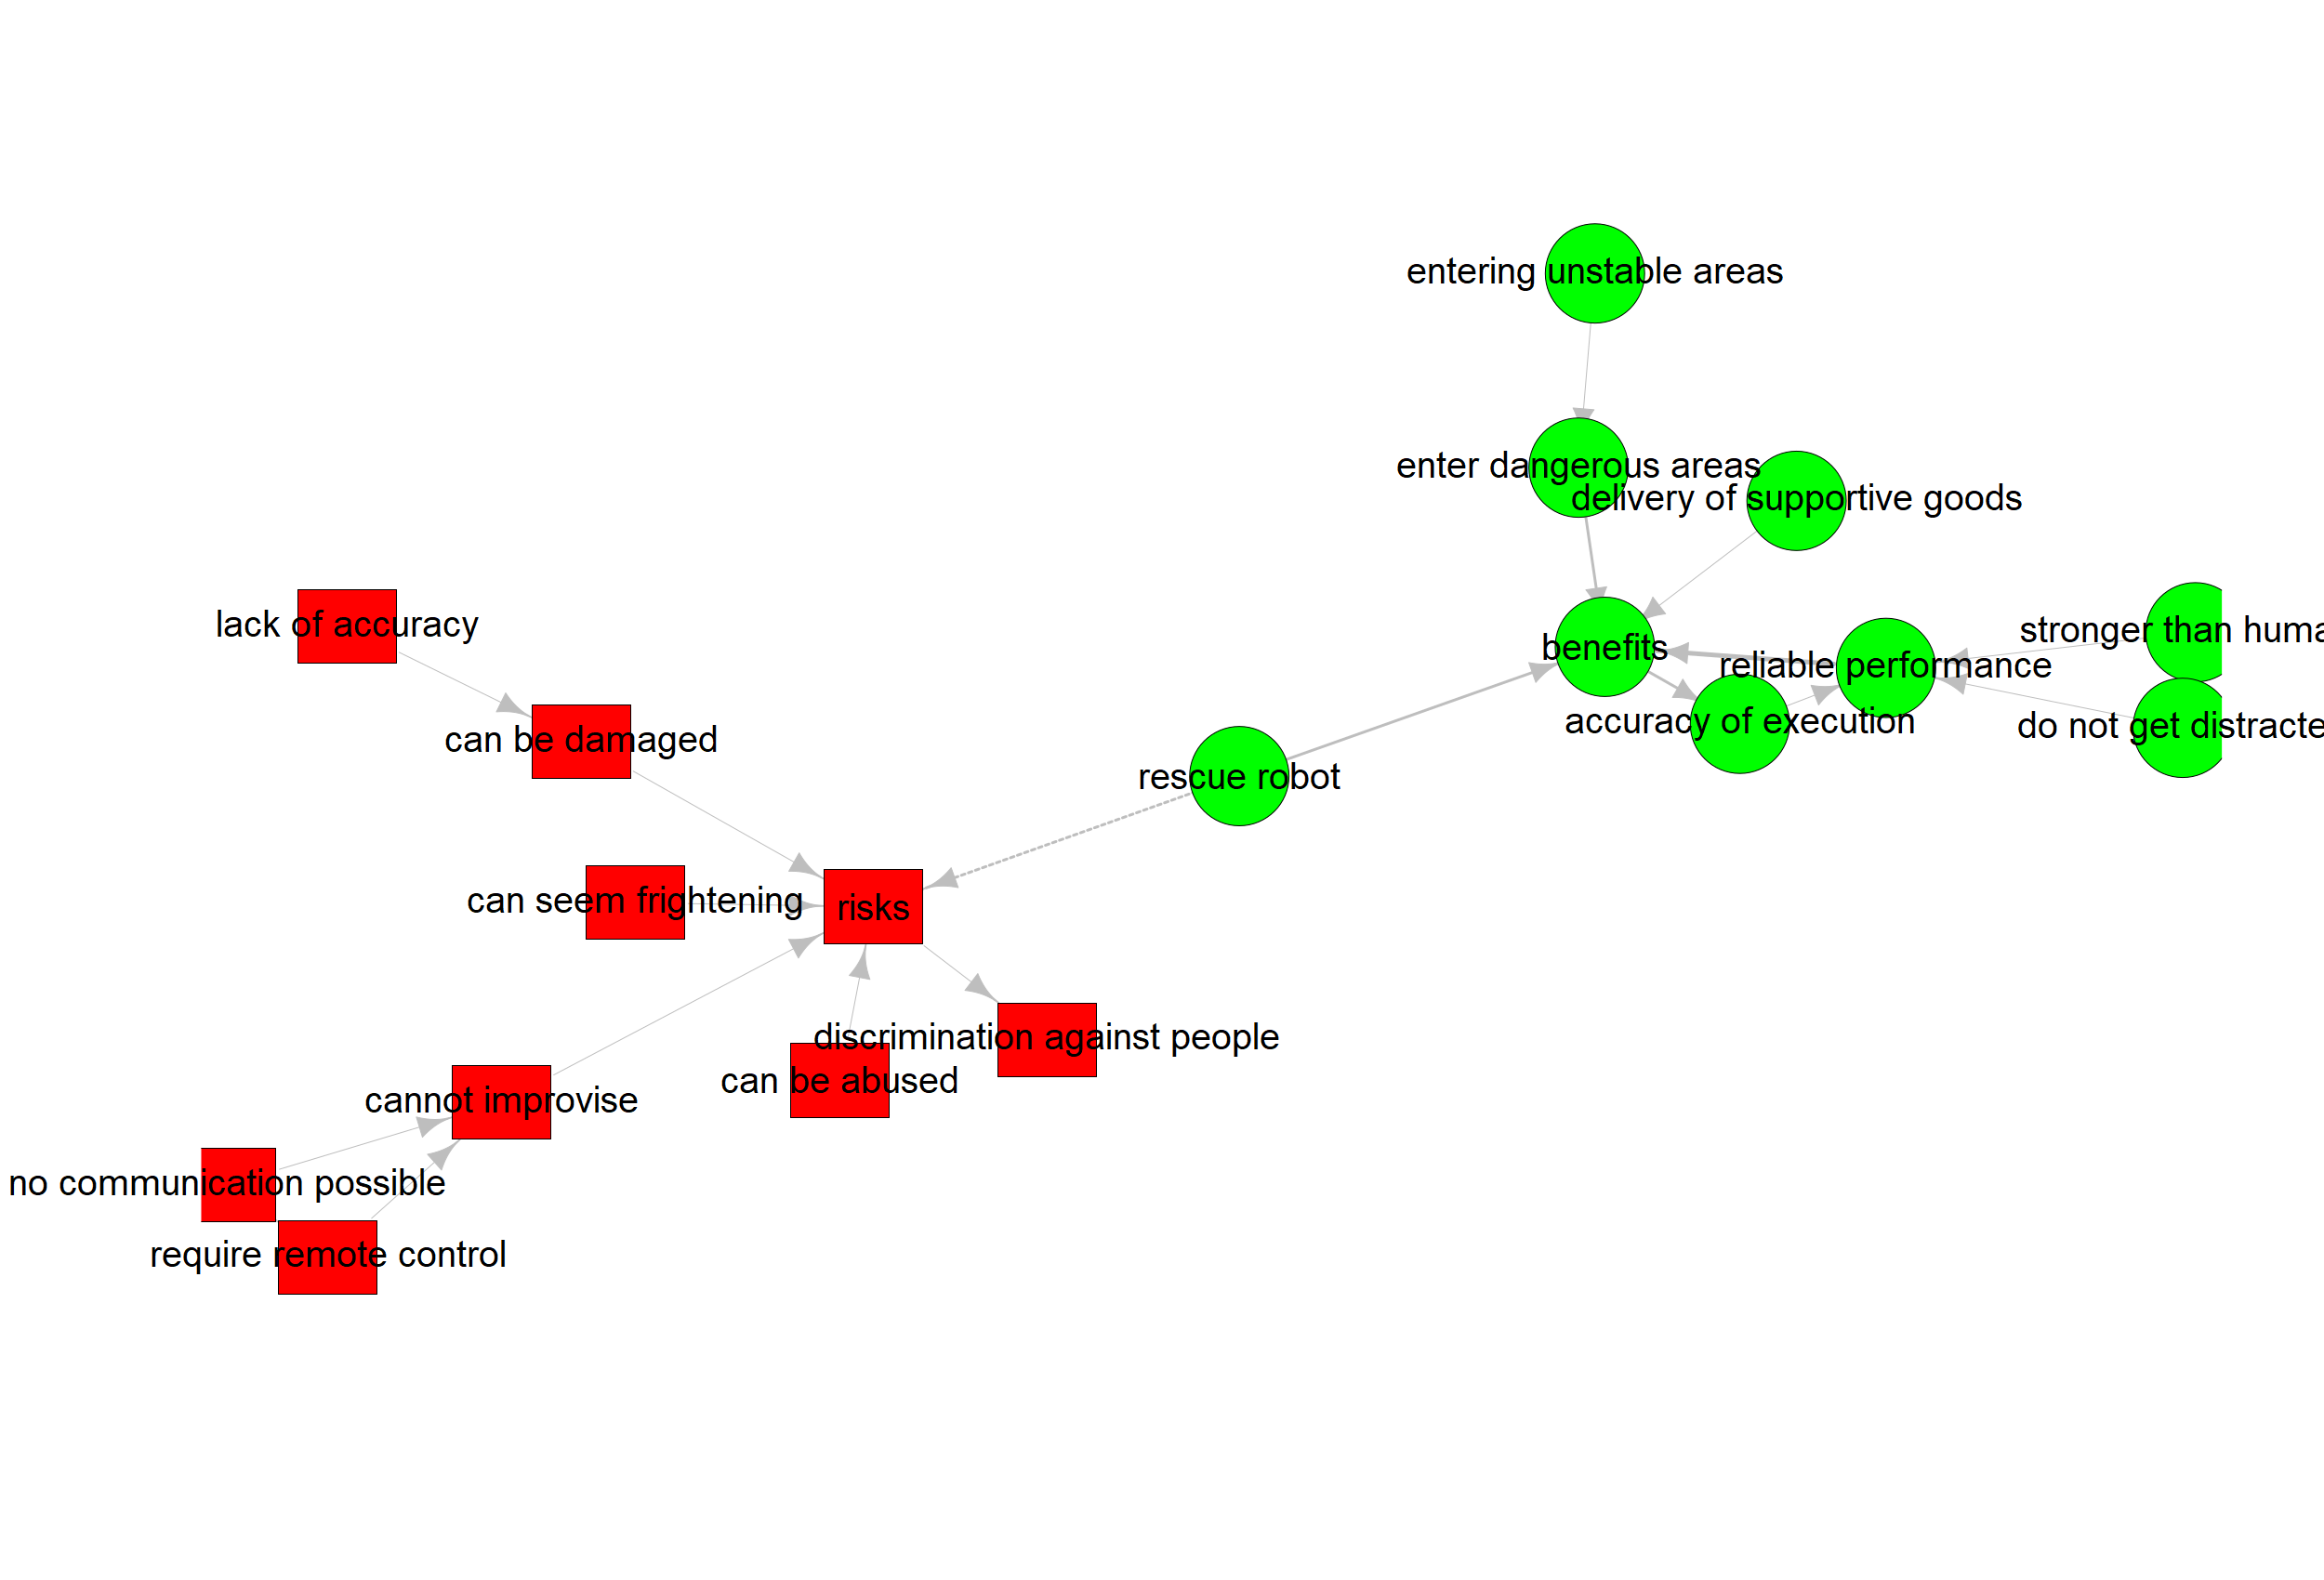 entering unstable areas
enter dangerous areas
delivery of supportive goods
lack of accuracy
stronger than huma
benefits
reliable performance
accuracy of execution
do not get distracte
can be damaged
rescue robot
can seem frightening
risks
discrimination against people
can be abused
cannot improvise
no communication possible
require remote control